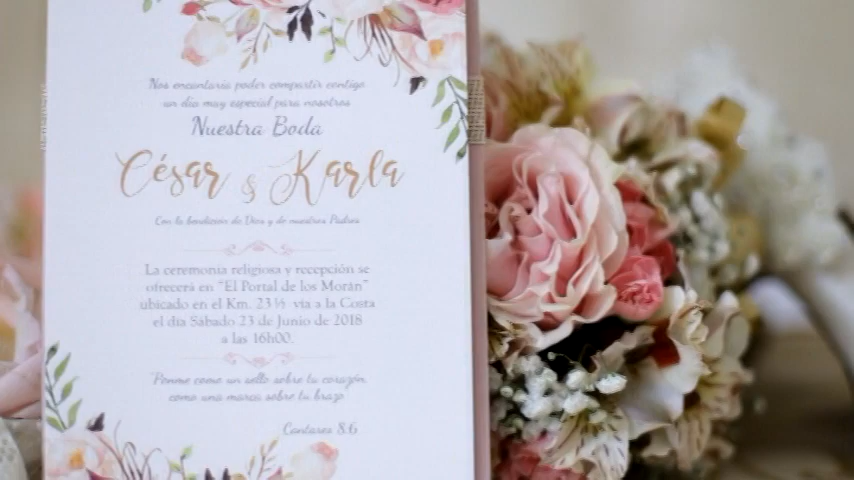 Nos encantaría poder compartir contigo
un día muy especial para nosotros
Nuestra Boda
César & Karla
Con la bendición de Dios y de nuestros Padres
La ceremonia religiosa y recepción se
ofrecerá en "El Portal de los Morán"
ubicado en el Km. 23 ½ vía a la Costa
el día Sábado 23 de Junio de 2018
a las 16h00.
"Ponme como un sello sobre tu corazón,
como una marca sobre tu brazo
Cantares 8:6